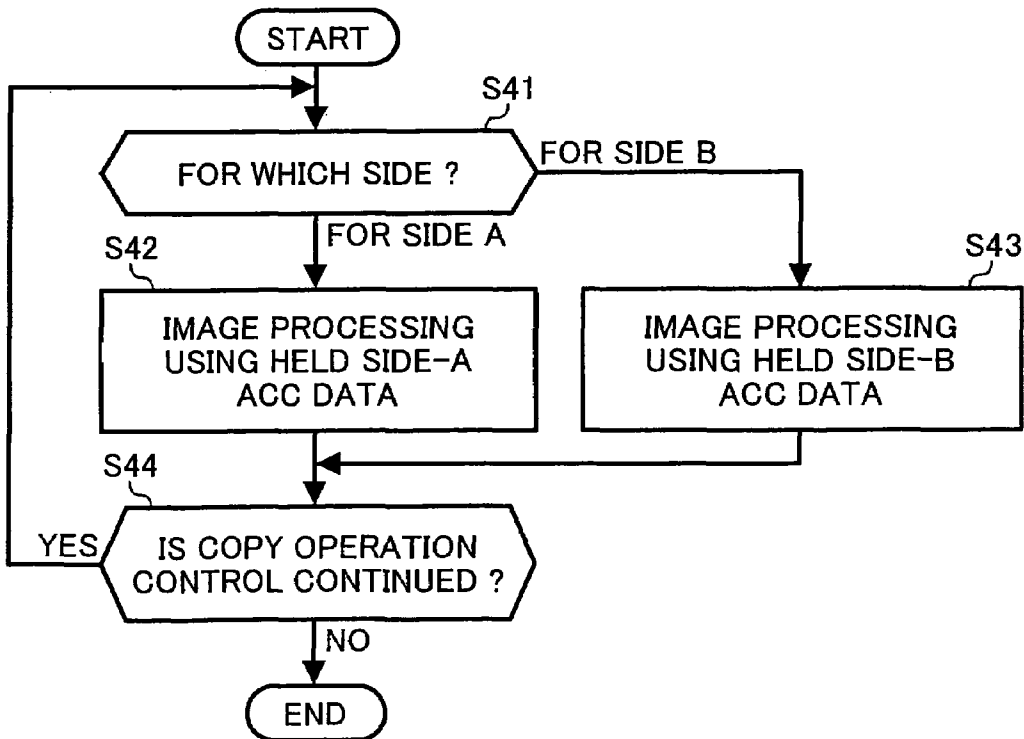 START
S41
FOR WHICH SIDE ?
FOR SIDE B
FOR SIDE A
S42
S43
IMAGE PROCESSING
USING HELD SIDE-A
ACC DATA
IMAGE PROCESSING
USING HELD SIDE-B
ACC DATA
S44
YES
IS COPY OPERATION
CONTROL CONTINUED ?
NO
END